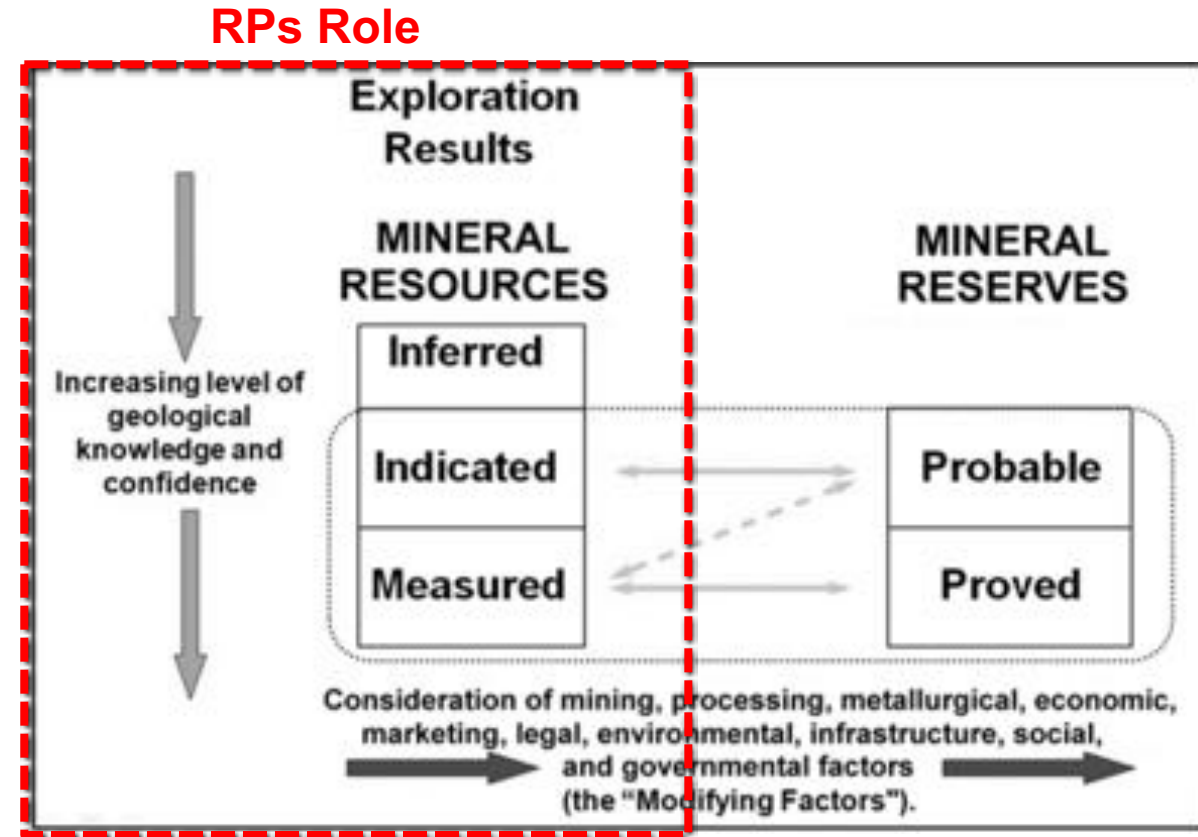 RPs Role
Exploration
Results
MINERAL
RESOURCES
MINERAL
RESERVES
Increasing level of
geological
knowledge and
confidence
Inferred
Indicated
Measured
Probable
Proved
Consideration of mining, processing, metallurgical, economic,
marketing, legal, environmental, infrastructure, social,
and governmental factors
(the “Modifying Factors").